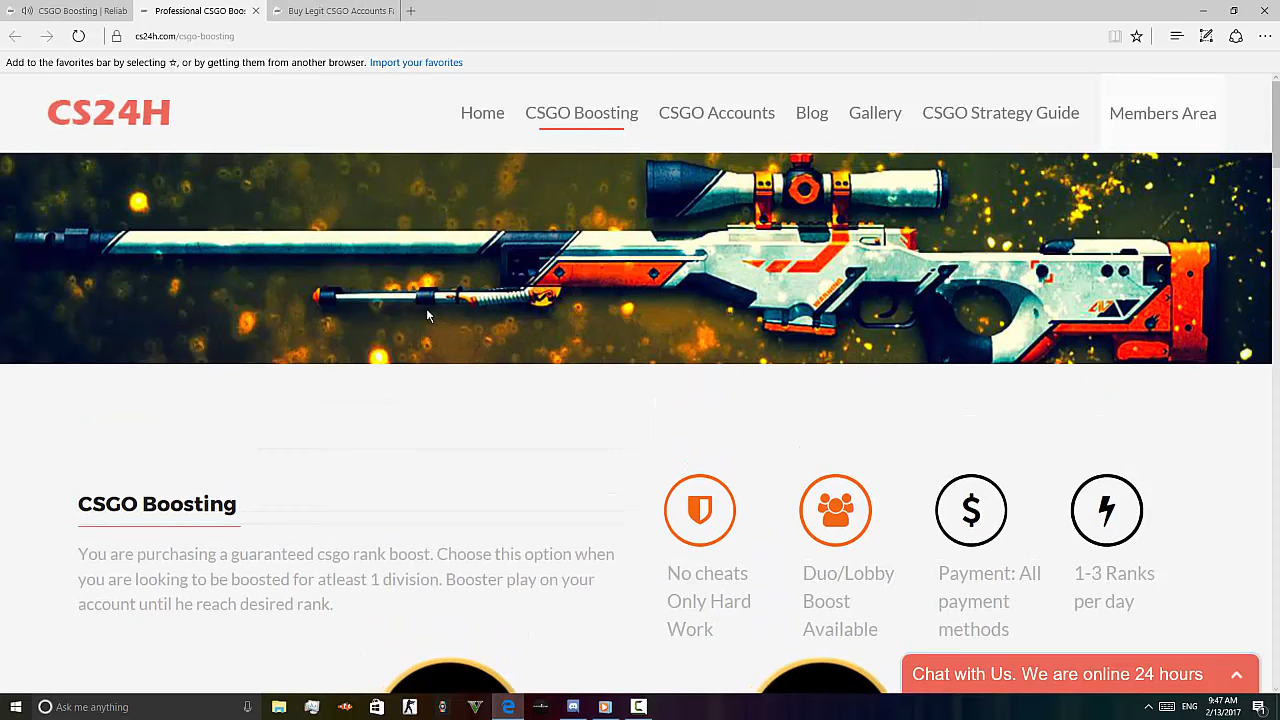 CSGO Boosting | Reliab
Professional CSGO Boos
Buy Legit CSGO Accounts Fa
cs24h.com/csgo-boosting
Add to the favorites bar by selecting ☆, or by getting them from another browser. Import your favorites
CS24H
Home
CSGO Boosting
CSGO Accounts
Blog
Gallery
CSGO Strategy Guide
Members Area
WARNING
CSGO Boosting
You are purchasing a guaranteed csgo rank boost. Choose this option when
you are looking to be boosted for atleast 1 division. Booster play on your
account until he reach desired rank.
No cheats
Only Hard
Work
Duo/Lobby
Boost
Available
$
Payment: All
payment
methods
1-3 Ranks
per day
Chat with Us. We are online 24 hours
Ask me anything
ENG
9:47 AM
2/13/2017